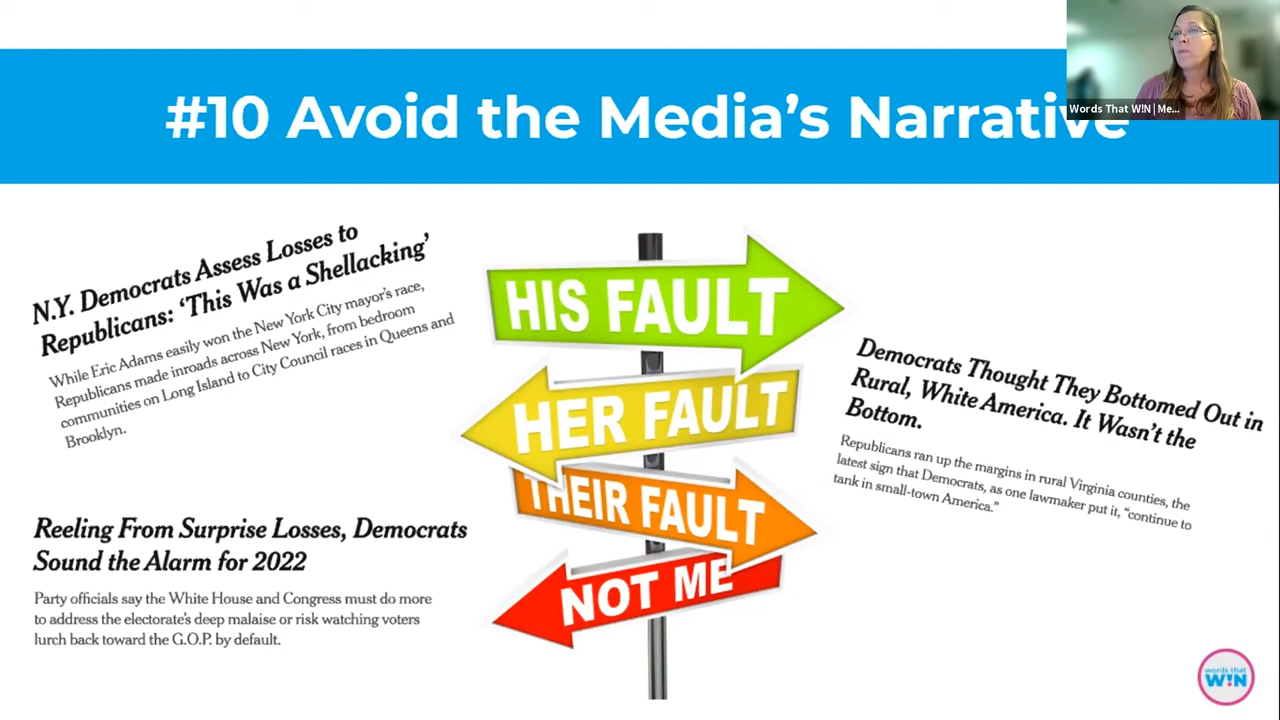 #10 Avoid the Media's Narrative
Words That WIN | Me...
N.Y. Democrats Assess Losses to
Republicans: ‘This Was a Shellacking’
While Eric Adams easily won the New York City mayor's race,
Republicans made inroads across New York, from bedroom
communities on Long Island to City Council races in Queens and
Brooklyn.
HIS FAULT
HER FAULT
THEIR FAULT
NOT ME
Democrats Thought They Bottomed Out in
Rural, White America. It Wasn't the
Bottom.
Republicans ran up the margins in rural Virginia counties, the
latest sign that Democrats, as one lawmaker put it, “continue to
tank in small-town America.”
Reeling From Surprise Losses, Democrats
Sound the Alarm for 2022
Party officials say the White House and Congress must do more
to address the electorate's deep malaise or risk watching voters
lurch back toward the G.O.P. by default.
words that
W!N